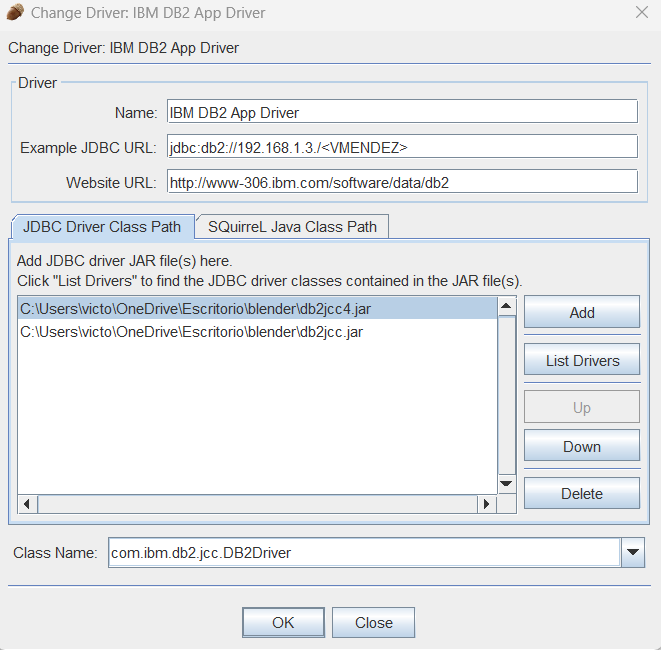 Change Driver: IBM DB2 App Driver
Change Driver: IBM DB2 App Driver
Driver
Name: IBM DB2 App Driver
Example JDBC URL: jdbc:db2://192.168.1.3./<VMENDEZ>
Website URL: http://www-306.ibm.com/software/data/db2
JDBC Driver Class Path SQuirreL Java Class Path
Add JDBC driver JAR file(s) here.
Click "List Drivers" to find the JDBC driver classes contained in the JAR file(s).
C:\Users\victo\OneDrive\Escritorio\blender\db2jcc4.jar
C:\Users\victo\OneDrive\Escritorio\blender\db2jcc.jar
Add
List Drivers
Up
Down
Delete
Class Name: com.ibm.db2.jcc.DB2Driver
OK Close